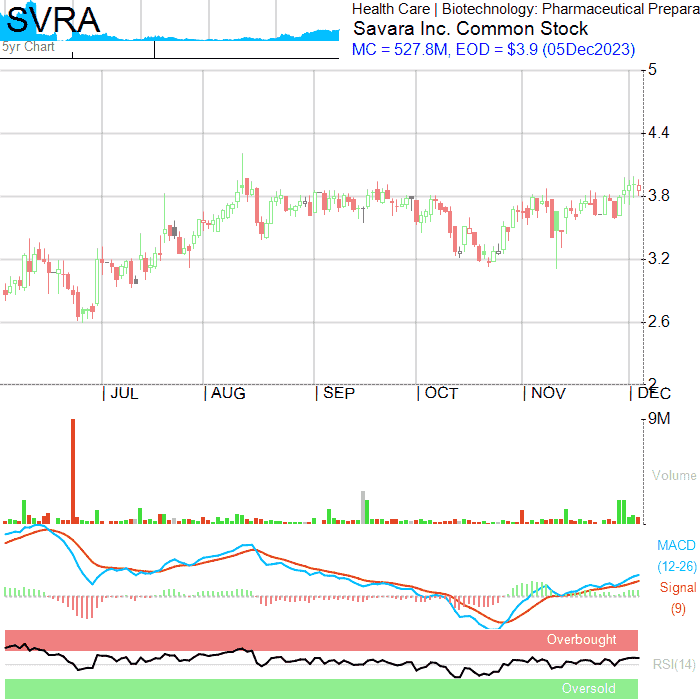 SVRA
5yr Chart
Health Care | Biotechnology: Pharmaceutical Prepara
Savara Inc. Common Stock
MC = 527.8M, EOD = $3.9 (05Dec2023)
5
4.4
3.8
3.2
2.6
2
| JUL | AUG | SEP | OCT | NOV | DEC
9M
Volume
MACD
(12-26)
Signal
(9)
Overbought
RSI(14)
Oversold